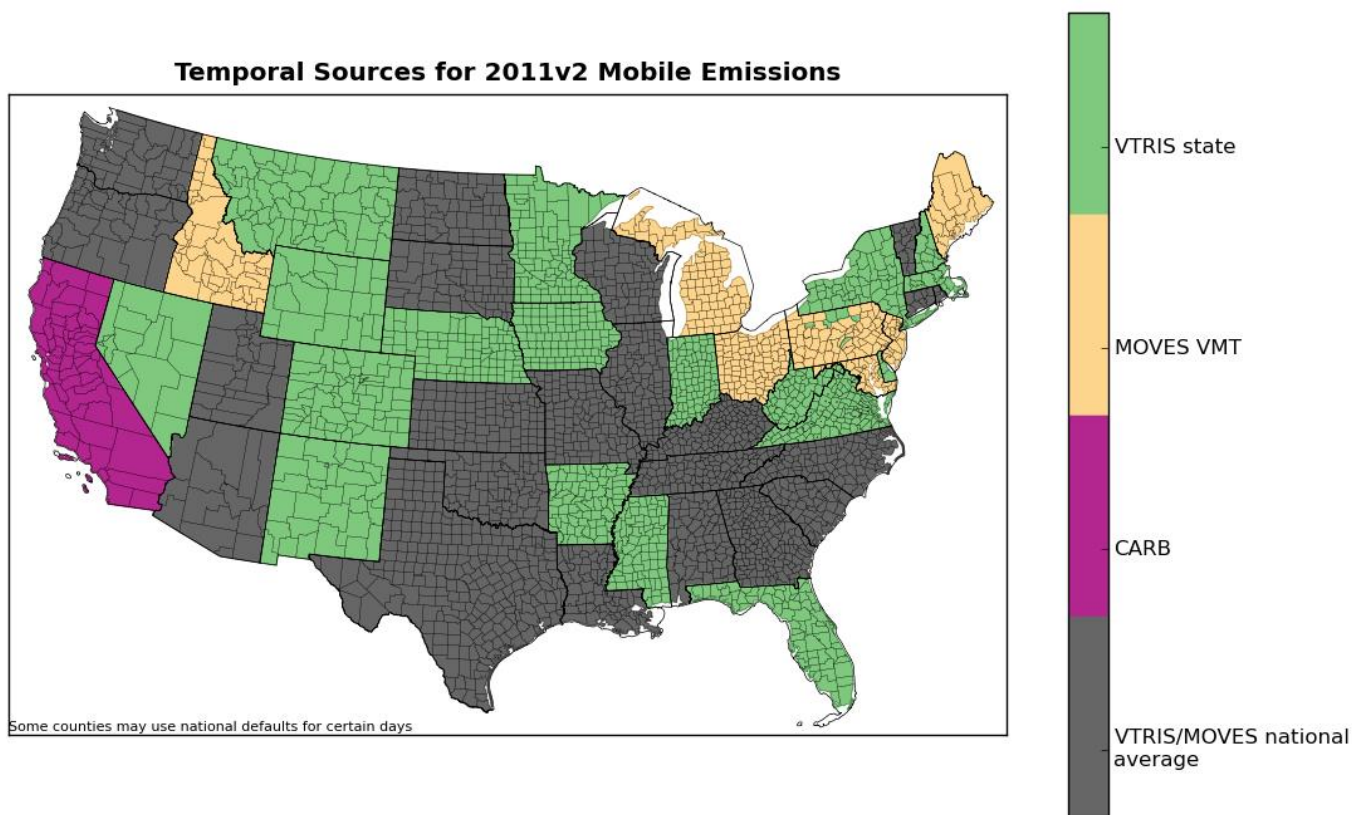 Temporal Sources for 2011v2 Mobile Emissions
Some counties may use national defaults for certain days
VTRIS state
MOVES VMT
CARB
VTRIS/MOVES national
average